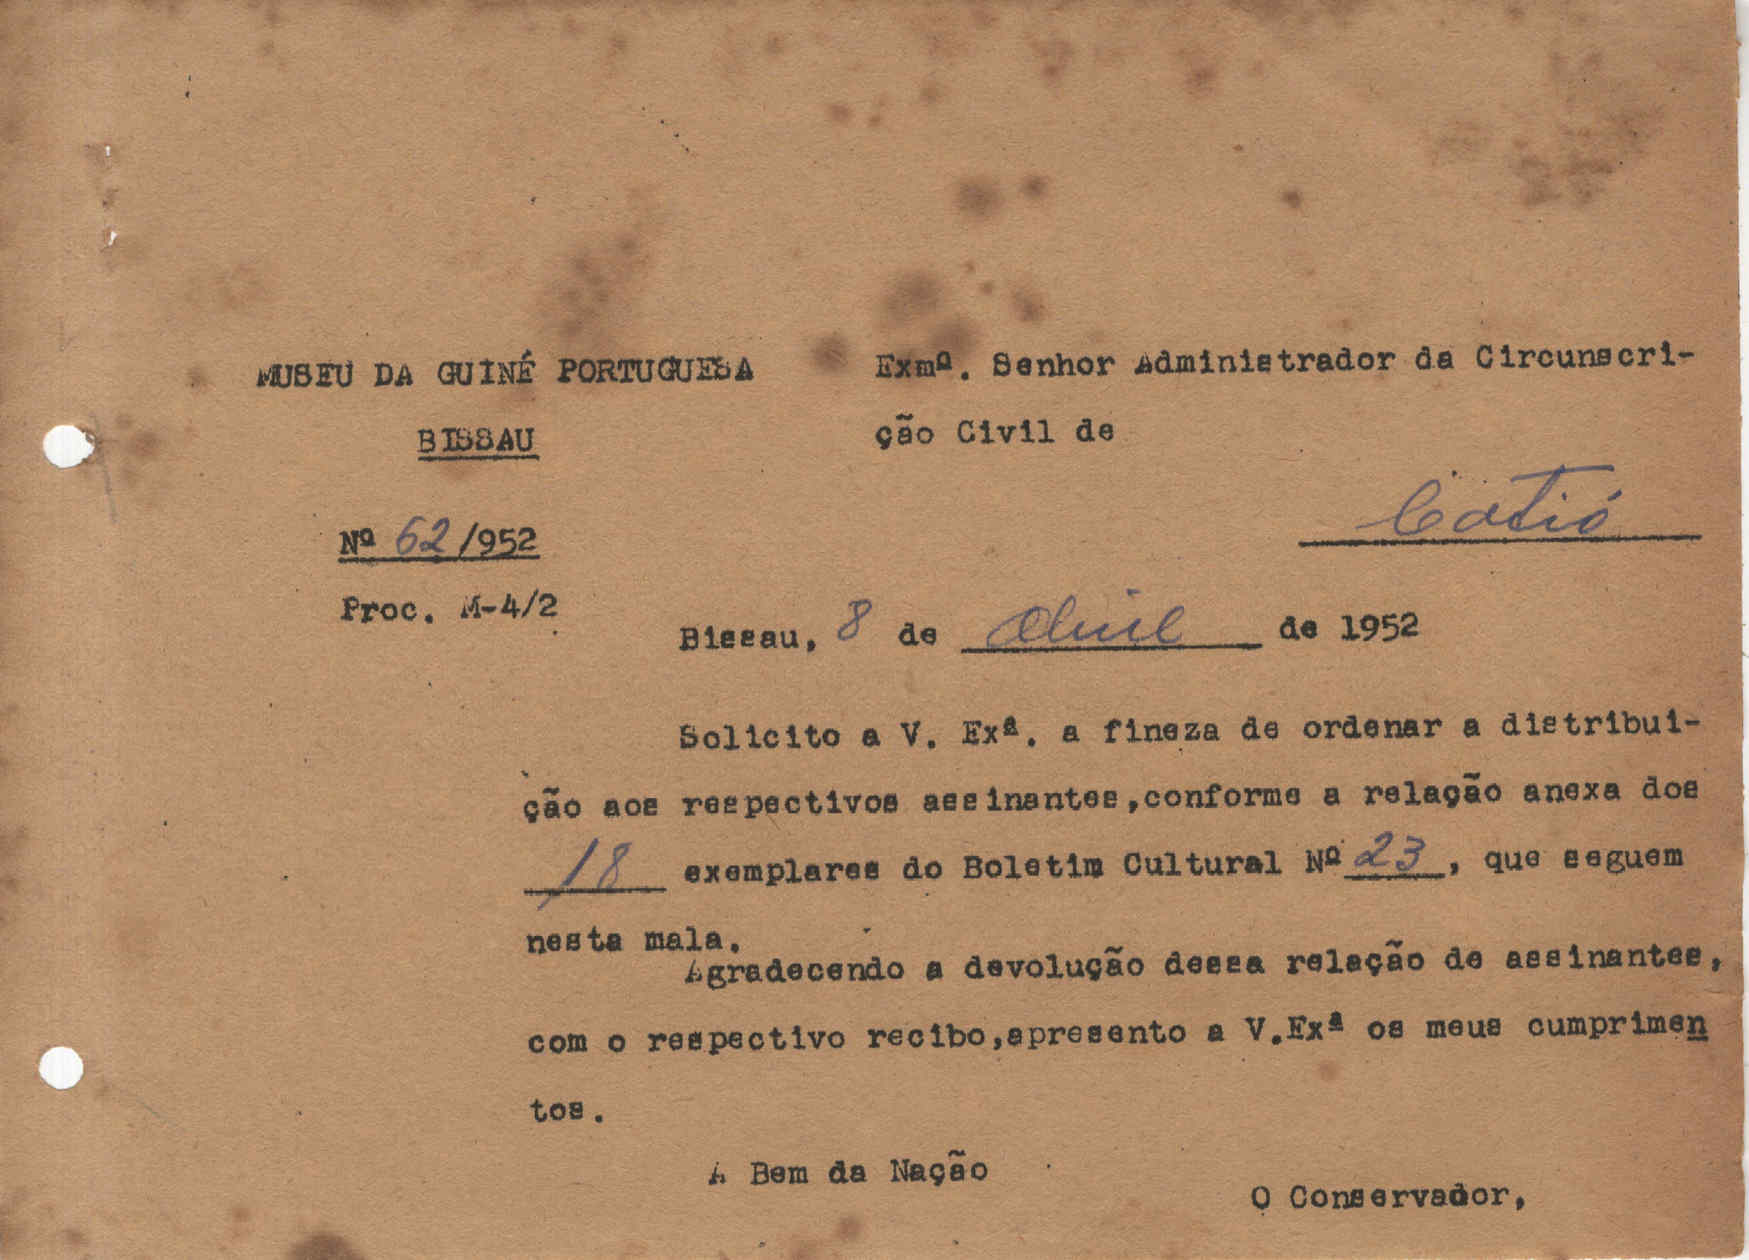 MUSEU DA GUINÉ PORTUGUESA
BISSAU
Nº 62/952
Proc. M-4/2
Exmº. Senhor Administrador da Circunscri-
ção Civil de
Catió
Bissau, 8 de Abril de 1952
Solicito a V. Exª. a fineza de ordenar a distribui-
ção aos respectivos assinantes,conforme a relação anexa dos
18 exemplares do Boletim Cultural Nº 23, que seguem
nesta mala.
Agradecendo a devolução dessa relação de assinantes,
com o respectivo recibo,apresento a V.Exª os meus cumprimen
tos.
A Bem da Nação
O Conservador,